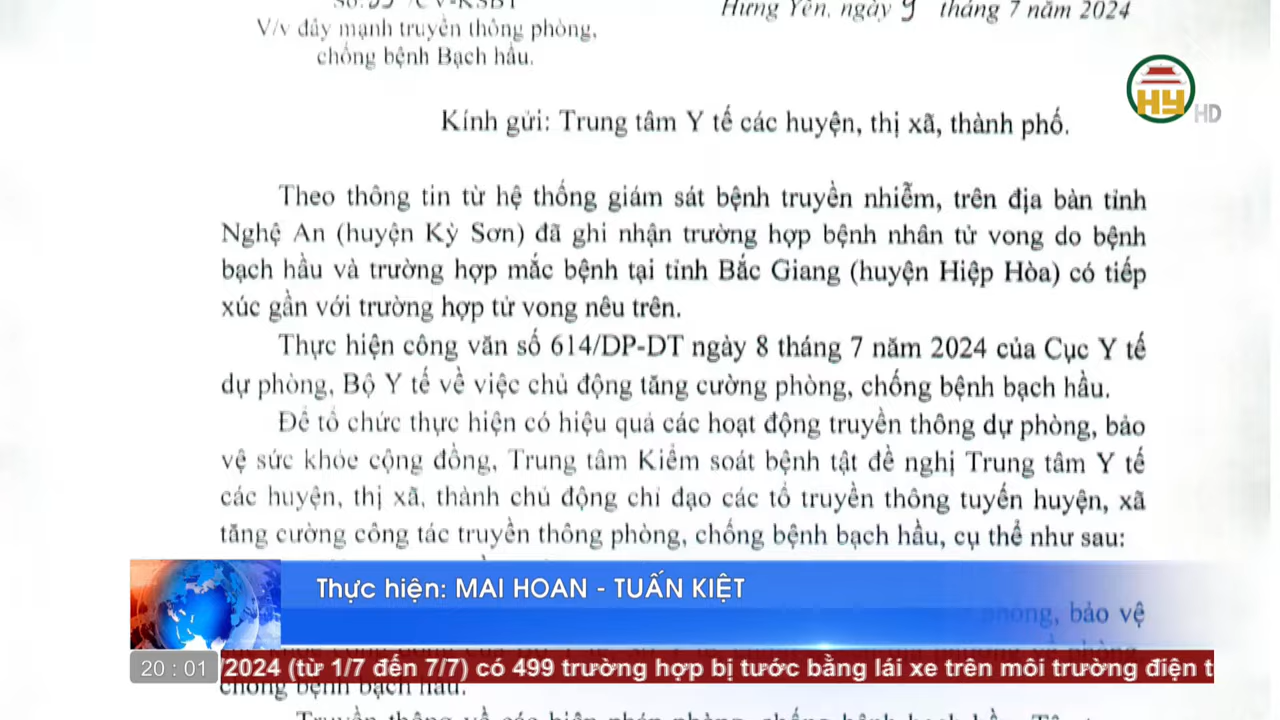 Hưng Yên, ngày 9 tháng 7 năm 2024
V/v đẩy mạnh truyền thông phòng,
chống bệnh Bạch hầu.
HY HD
Kính gửi: Trung tâm Y tế các huyện, thị xã, thành phố.
Theo thông tin từ hệ thống giám sát bệnh truyền nhiễm, trên địa bàn tỉnh
Nghệ An (huyện Kỳ Sơn) đã ghi nhận trường hợp bệnh nhân tử vong do bệnh
bạch hầu và trường hợp mắc bệnh tại tỉnh Bắc Giang (huyện Hiệp Hòa) có tiếp
xúc gần với trường hợp tử vong nêu trên.
Thực hiện công văn số 614/DP-DT ngày 8 tháng 7 năm 2024 của Cục Y tế
dự phòng, Bộ Y tế về việc chủ động tăng cường phòng, chống bệnh bạch hầu.
Để tổ chức thực hiện có hiệu quả các hoạt động truyền thông dự phòng, bảo
vệ sức khỏe cộng đồng, Trung tâm Kiểm soát bệnh tật đề nghị Trung tâm Y tế
các huyện, thị xã, thành chủ động chỉ đạo các tổ truyền thông tuyến huyện, xã
tăng cường công tác truyền thông phòng, chống bệnh bạch hầu, cụ thể như sau:
Thực hiện: MAI HOAN - TUẤN KIỆT
phòng, bảo vệ
20 : 01 /2024 (từ 1/7 đến 7/7) có 499 trường hợp bị tước bằng lái xe trên môi trường điện t
chống bệnh bạch hầu.